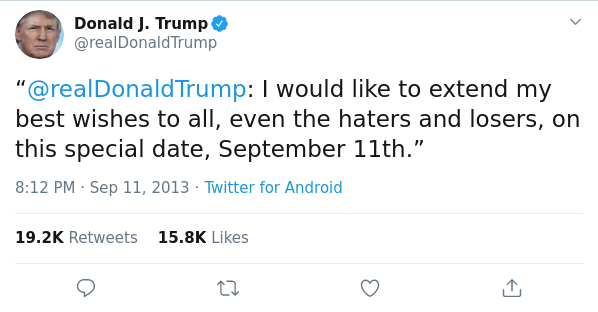 Donald J. Trump
@realDonaldTrump
“@realDonaldTrump: I would like to extend my
best wishes to all, even the haters and losers, on
this special date, September 11th.”
8:12 PM · Sep 11, 2013 · Twitter for Android
19.2K Retweets 15.8K Likes